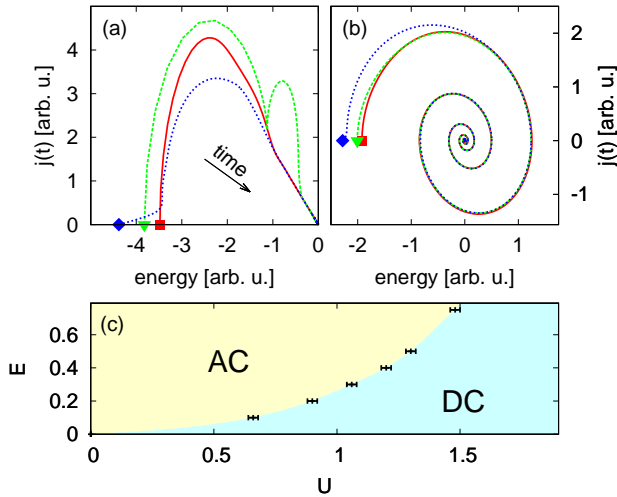 (a)
j(t) [arb. u.]
4
3
2
1
0
time
-4 -3 -2 -1 0
energy [arb. u.]
(b)
j(t) [arb. u.]
2
1
0
-1
-2 -1 0 1
energy [arb. u.]
(c)
E
0.6
0.4
0.2
0
AC
DC
0 0.5 1 1.5
U